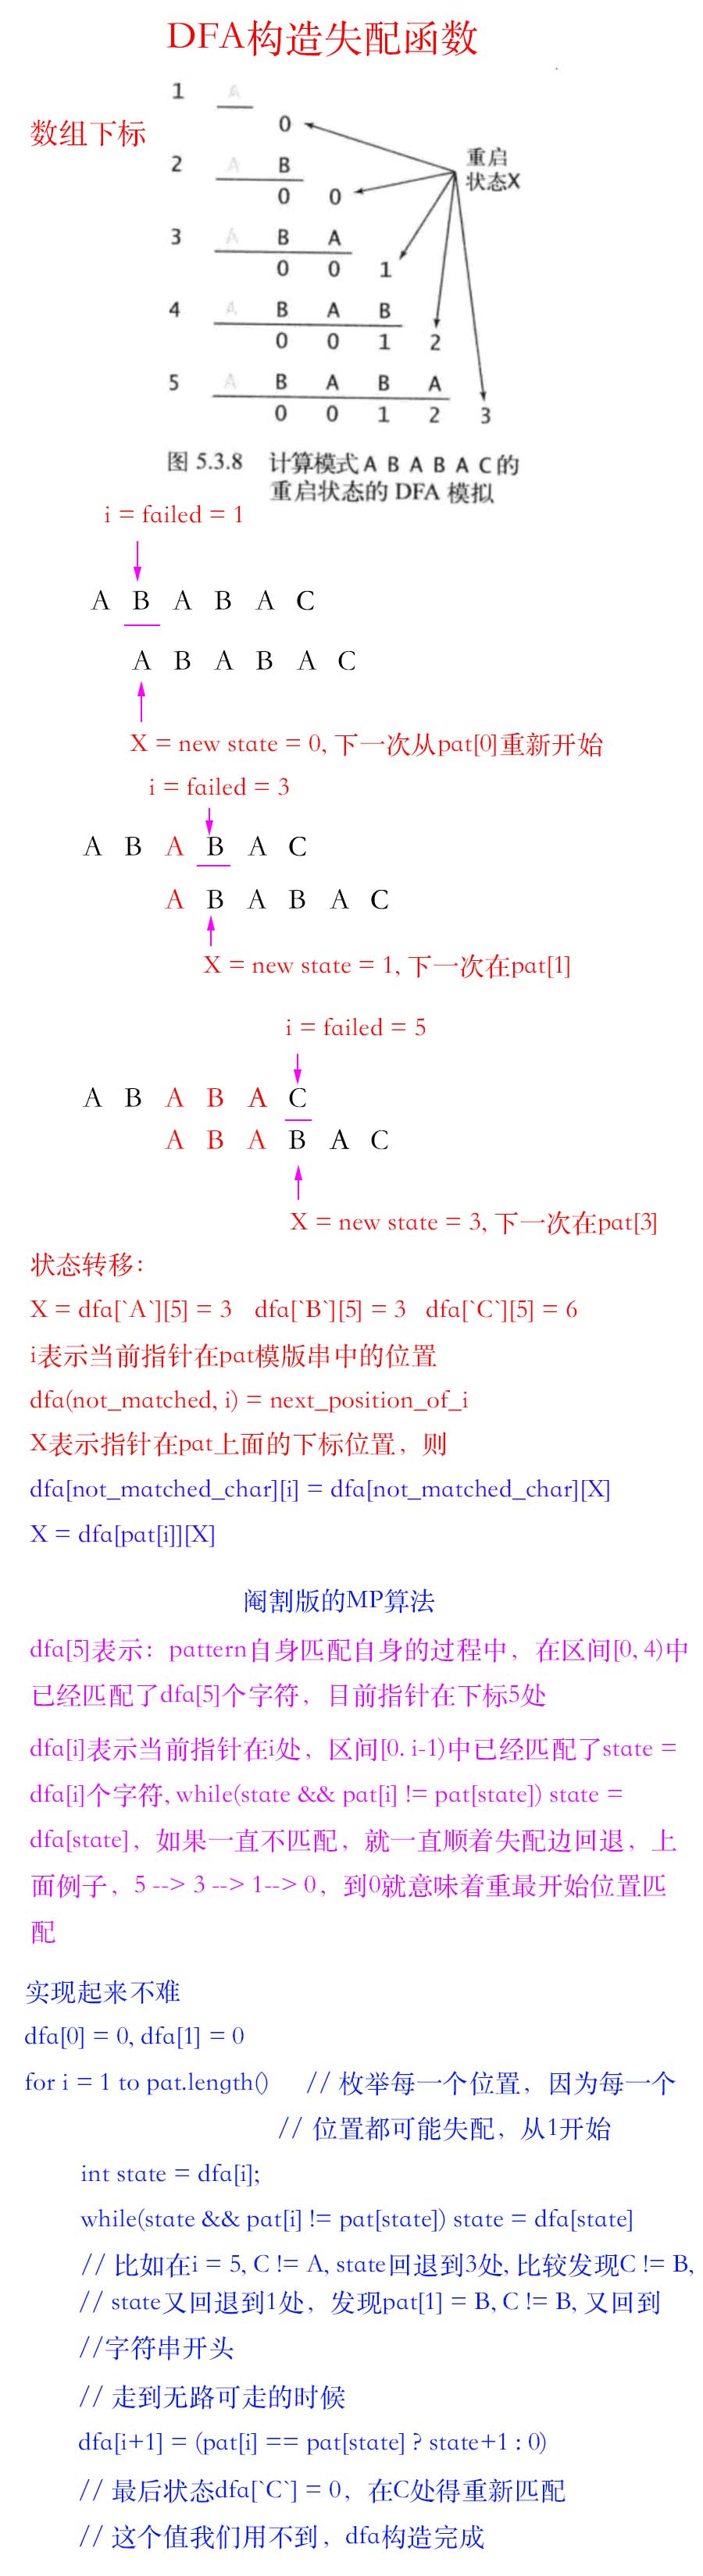 DFA构造失配函数
数组下标
1 A
0
2 A B
0 0
重启
状态X
3 A B A
0 0 1
4 A B A B
0 0 1 2
5 A B A B A
0 0 1 2 3
图 5.3.8 计算模式 A B A B A C 的
重启状态的 DFA 模拟
i = failed = 1
A B A B A C
A B A B A C
X = new state = 0, 下一次从pat[0]重新开始
i = failed = 3
A B A B A C
A B A B A C
X = new state = 1, 下一次在pat[1]
i = failed = 5
A B A B A C
A B A B A C
X = new state = 3, 下一次在pat[3]
状态转移：
X = dfa[`A`][5] = 3 dfa[`B`][5] = 3 dfa[`C`][5] = 6
i表示当前指针在pat模版串中的位置
dfa(not_matched, i) = next_position_of_i
X表示指针在pat上面的下标位置，则
dfa[not_matched_char][i] = dfa[not_matched_char][X]
X = dfa[pat[i]][X]
阉割版的MP算法
dfa[5]表示：pattern自身匹配自身的过程中，在区间[0, 4)中
已经匹配了dfa[5]个字符，目前指针在下标5处
dfa[i]表示当前指针在i处，区间[0. i-1)中已经匹配了state =
dfa[i]个字符, while(state && pat[i] != pat[state]) state =
dfa[state]，如果一直不匹配，就一直顺着失配边回退，上
面例子，5 --> 3 --> 1--> 0，到0就意味着重最开始位置匹
配
实现起来不难
dfa[0] = 0, dfa[1] = 0
for i = 1 to pat.length() // 枚举每一个位置，因为每一个
// 位置都可能失配，从1开始
int state = dfa[i];
while(state && pat[i] != pat[state]) state = dfa[state]
// 比如在i = 5, C != A, state回退到3处, 比较发现C != B,
// state又回退到1处，发现pat[1] = B, C != B, 又回到
//字符串开头
// 走到无路可走的时候
dfa[i+1] = (pat[i] == pat[state] ? state+1 : 0)
// 最后状态dfa[`C`] = 0，在C处得重新匹配
// 这个值我们用不到，dfa构造完成